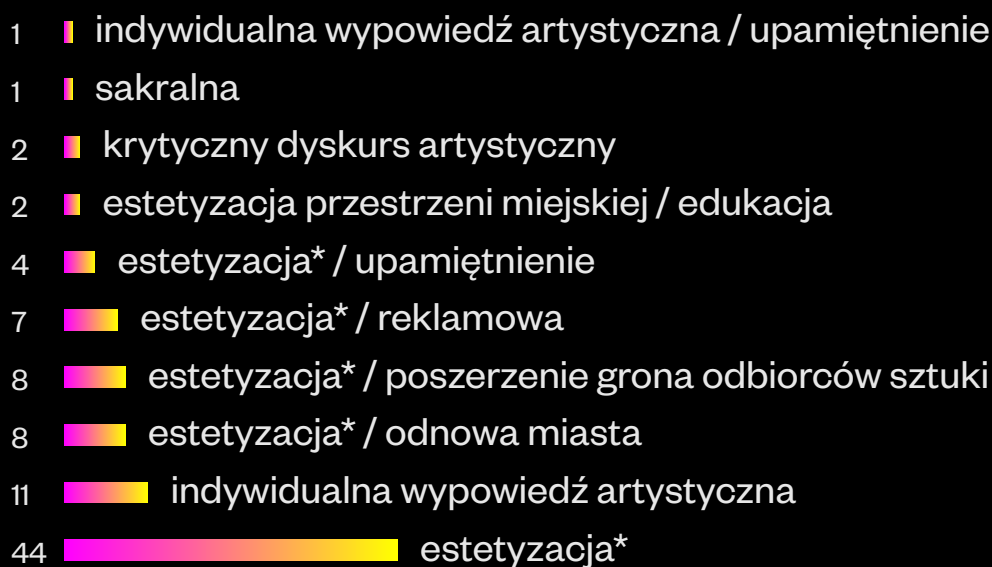 1 indywidualna wypowiedź artystyczna / upamiętnienie
1 sakralna
2 krytyczny dyskurs artystyczny
2 estetyzacja przestrzeni miejskiej / edukacja
4 estetyzacja* / upamiętnienie
7 estetyzacja* / reklamowa
8 estetyzacja* / poszerzenie grona odbiorców sztuki
8 estetyzacja* / odnowa miasta
11 indywidualna wypowiedź artystyczna
44 estetyzacja*